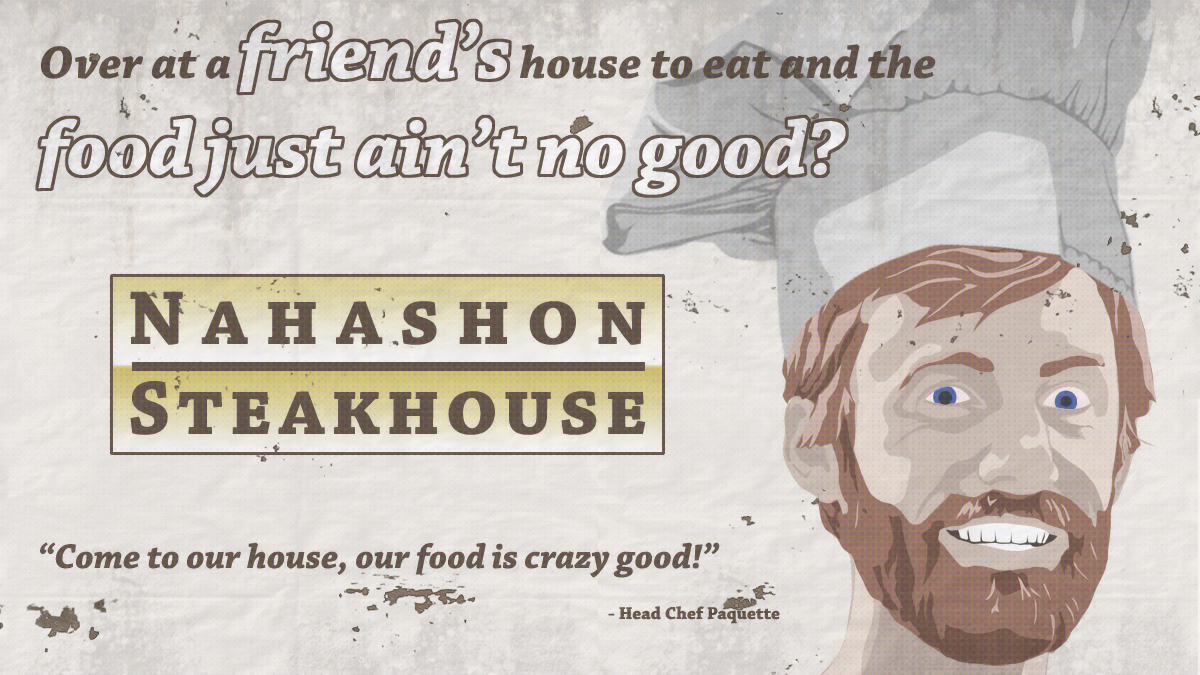 Over at a friend's house to eat and the
food just ain't no good?
NAHASHON
STEAKHOUSE
“Come to our house, our food is crazy good!”
- Head Chef Paquette